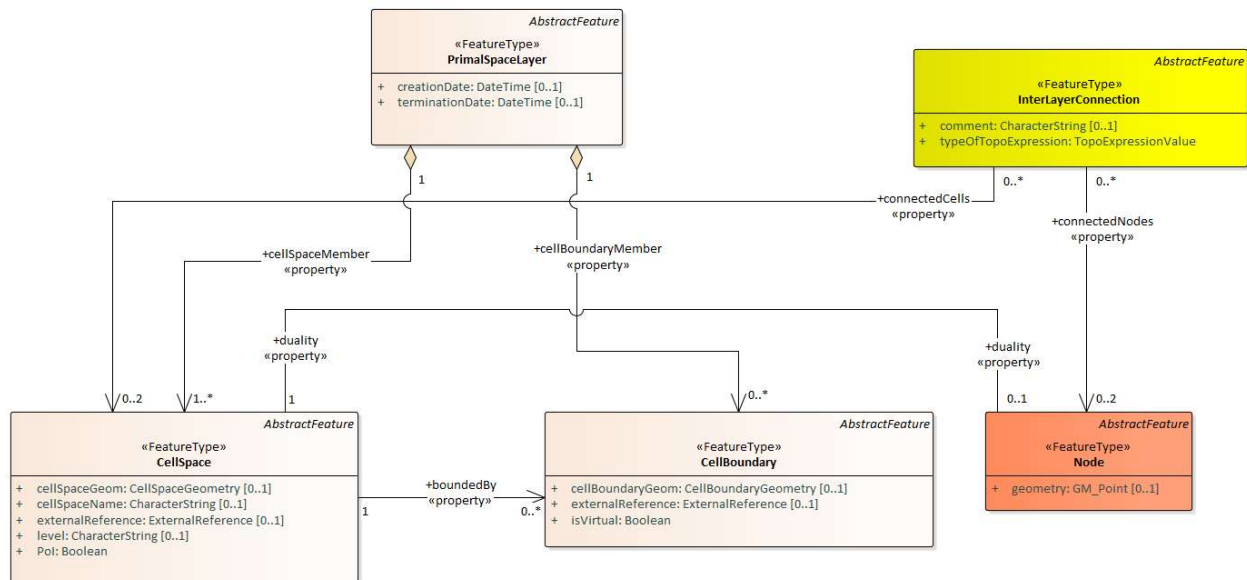 AbstractFeature
«FeatureType»
PrimalSpaceLayer
+ creationDate: DateTime [0..1]
+ terminationDate: DateTime [0..1]
AbstractFeature
«FeatureType»
InterLayerConnection
+ comment: CharacterString [0..1]
+ typeOfTopoExpression: TopoExpressionValue
1
1
0..*
0..*
+connectedCells
«property»
+connectedNodes
«property»
+cellSpaceMember
«property»
+cellBoundaryMember
«property»
+duality
«property»
+duality
«property»
0..2
1..*
1
0..*
0..1
0..2
AbstractFeature
«FeatureType»
CellSpace
+ cellSpaceGeom: CellSpaceGeometry [0..1]
+ cellSpaceName: CharacterString [0..1]
+ externalReference: ExternalReference [0..1]
+ level: CharacterString [0..1]
+ PoI: Boolean
+boundedBy
«property»
1
0..*
AbstractFeature
«FeatureType»
CellBoundary
+ cellBoundaryGeom: CellBoundaryGeometry [0..1]
+ externalReference: ExternalReference [0..1]
+ isVirtual: Boolean
AbstractFeature
«FeatureType»
Node
+ geometry: GM_Point [0..1]